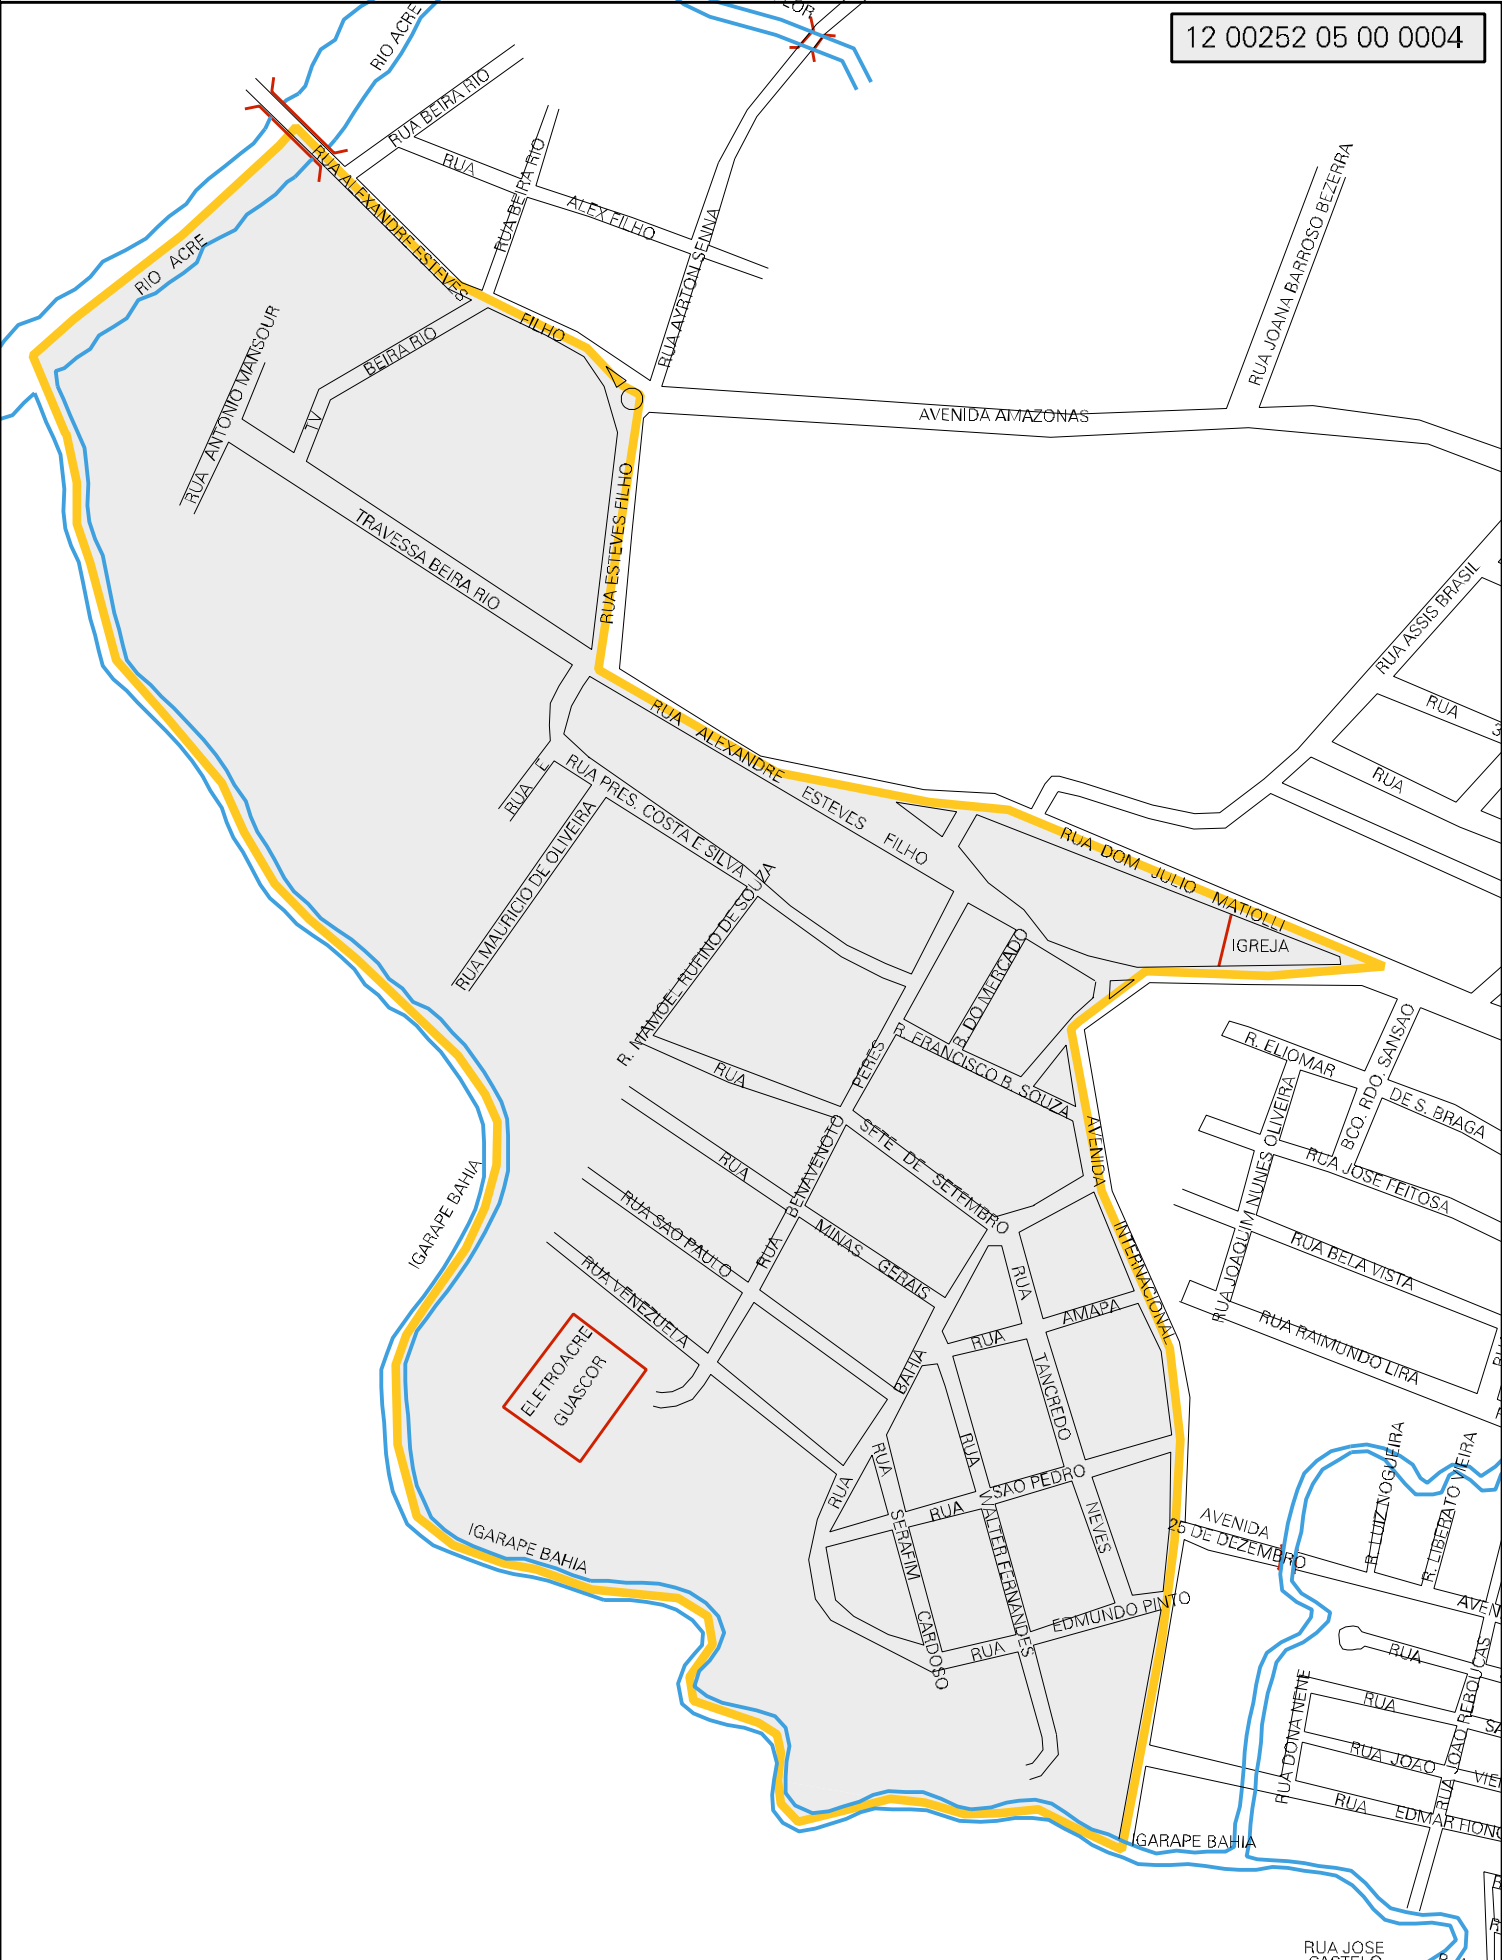 12 00252 05 00 0004
RIO ACRE
RUA BEIRA RIO
RUA
ALEX FILHO
RUA BEIRA RIO
RUA AYRTON SENNA
RUA ALEXANDRE ESTEVES
FILHO
RIO ACRE
RUA ANTONIO MANSOUR
BEIRA RIO
TV
TRAVESSA BEIRA RIO
RUA ESTEVES FILHO
AVENIDA AMAZONAS
RUA JOANA BARROSO BEZERRA
RUA ASSIS BRASIL
RUA
3
RUA
RUA ALEXANDRE ESTEVES FILHO
RUA E
RUA PRES. COSTA E SILVA
RUA MAURICIO DE OLIVEIRA
R. MAMOEL RUFINO DE SOUZA
RUA DOM JULIO MATIOLLI
IGREJA
B. DO MERCADO
R. FRANCISCO B. SOUZA
RUA BENAVENOTO PERES
RUA SETE DE SETEMBRO
RUA MINAS GERAIS
RUA SAO PAULO
RUA VENEZUELA
ELETROACRE
GUASCOR
IGARAPE BAHIA
IGARAPE BAHIA
AVENIDA INTERNACIONAL
RUA TANCREDO NEVES
RUA AMAPA
RUA BAHIA
RUA WALTER FERNANDES
RUA SAO PEDRO
RUA SERAFIM CARDOSO
RUA EDMUNDO PINTO
R. ELIOMAR DE S. BRAGA
BCO. RDO. SANSAO
RUA JOSE FEITOSA
RUA JOAQUIM NUNES OLIVEIRA
RUA BELA VISTA
RUA RAIMUNDO LIRA
AVENIDA
25 DE DEZEMBRO
R. LUIZ NOGUEIRA
R. LIBERATO VIEIRA
AVEN
RUA
RUA JOAO REBOUCAS
RUA
SA
RUA DONA NENE
RUA JOAO
VIEI
RUA EDMAR HONO
IGARAPE BAHIA
RUA JOSE
CASTELO